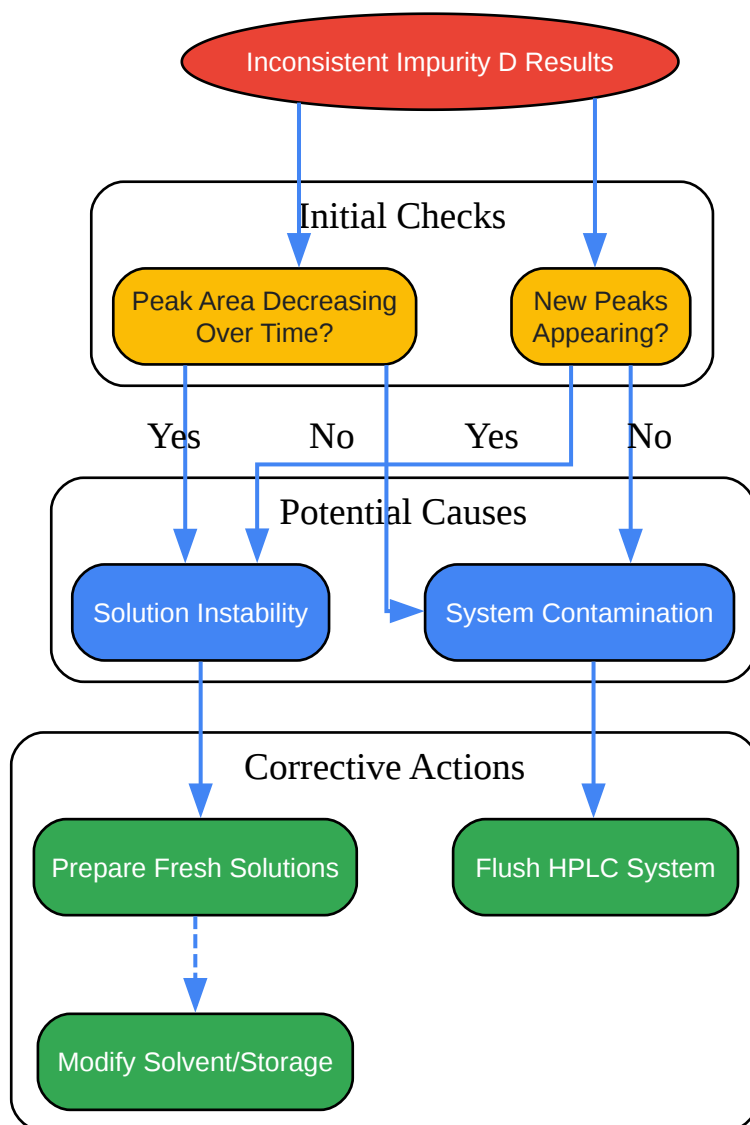 Inconsistent Impurity D Results
Initial Checks
Peak Area Decreasing
Over Time?
New Peaks
Appearing?
Yes
No
Yes
No
Potential Causes
Solution Instability
System Contamination
Corrective Actions
Prepare Fresh Solutions
Flush HPLC System
Modify Solvent/Storage